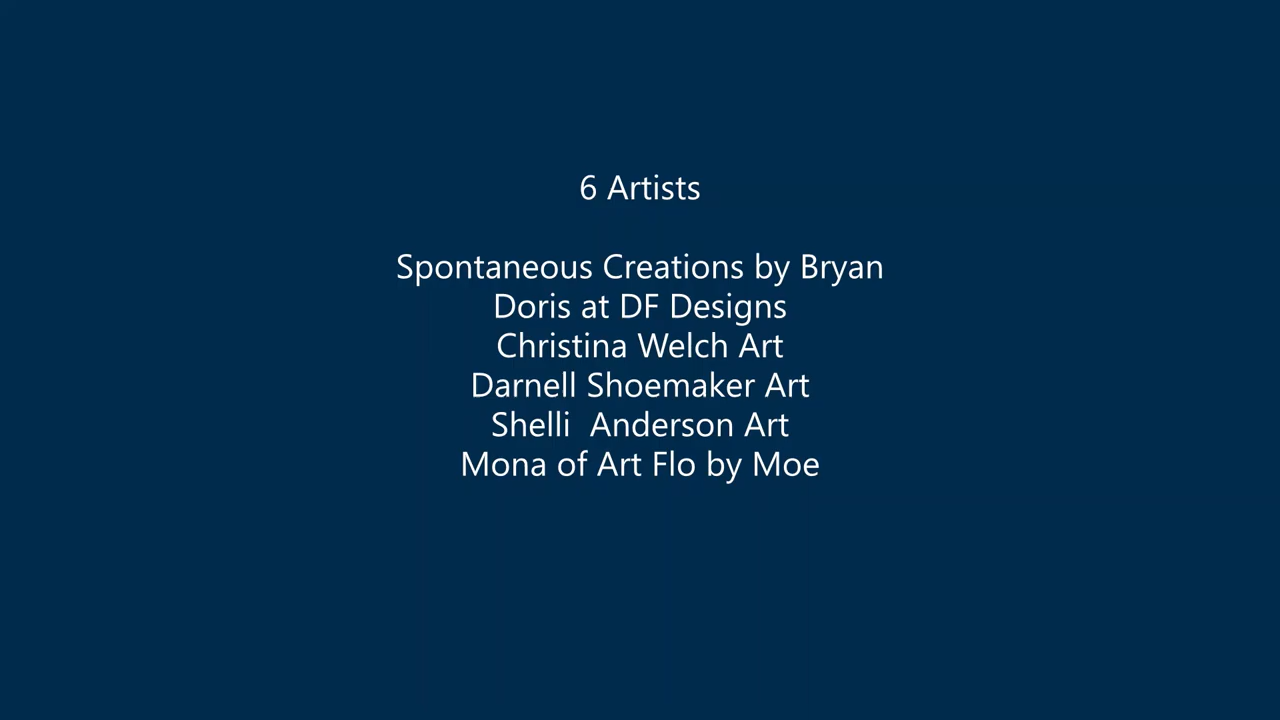 6 Artists
Spontaneous Creations by Bryan
Doris at DF Designs
Christina Welch Art
Darnell Shoemaker Art
Shelli  Anderson Art
Mona of Art Flo by Moe